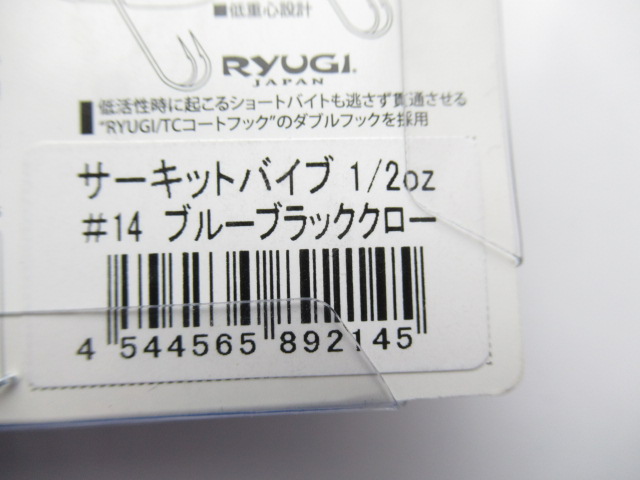 ■低重心設計
RYUGI
JAPAN
低活性時に起こるショートバイトも逃さず貫通させる
"RYUGI/TCコートフック"のダブルフックを採用
サーキットバイブ 1/2oz
#14 ブルーブラッククロー
4 544565 892145